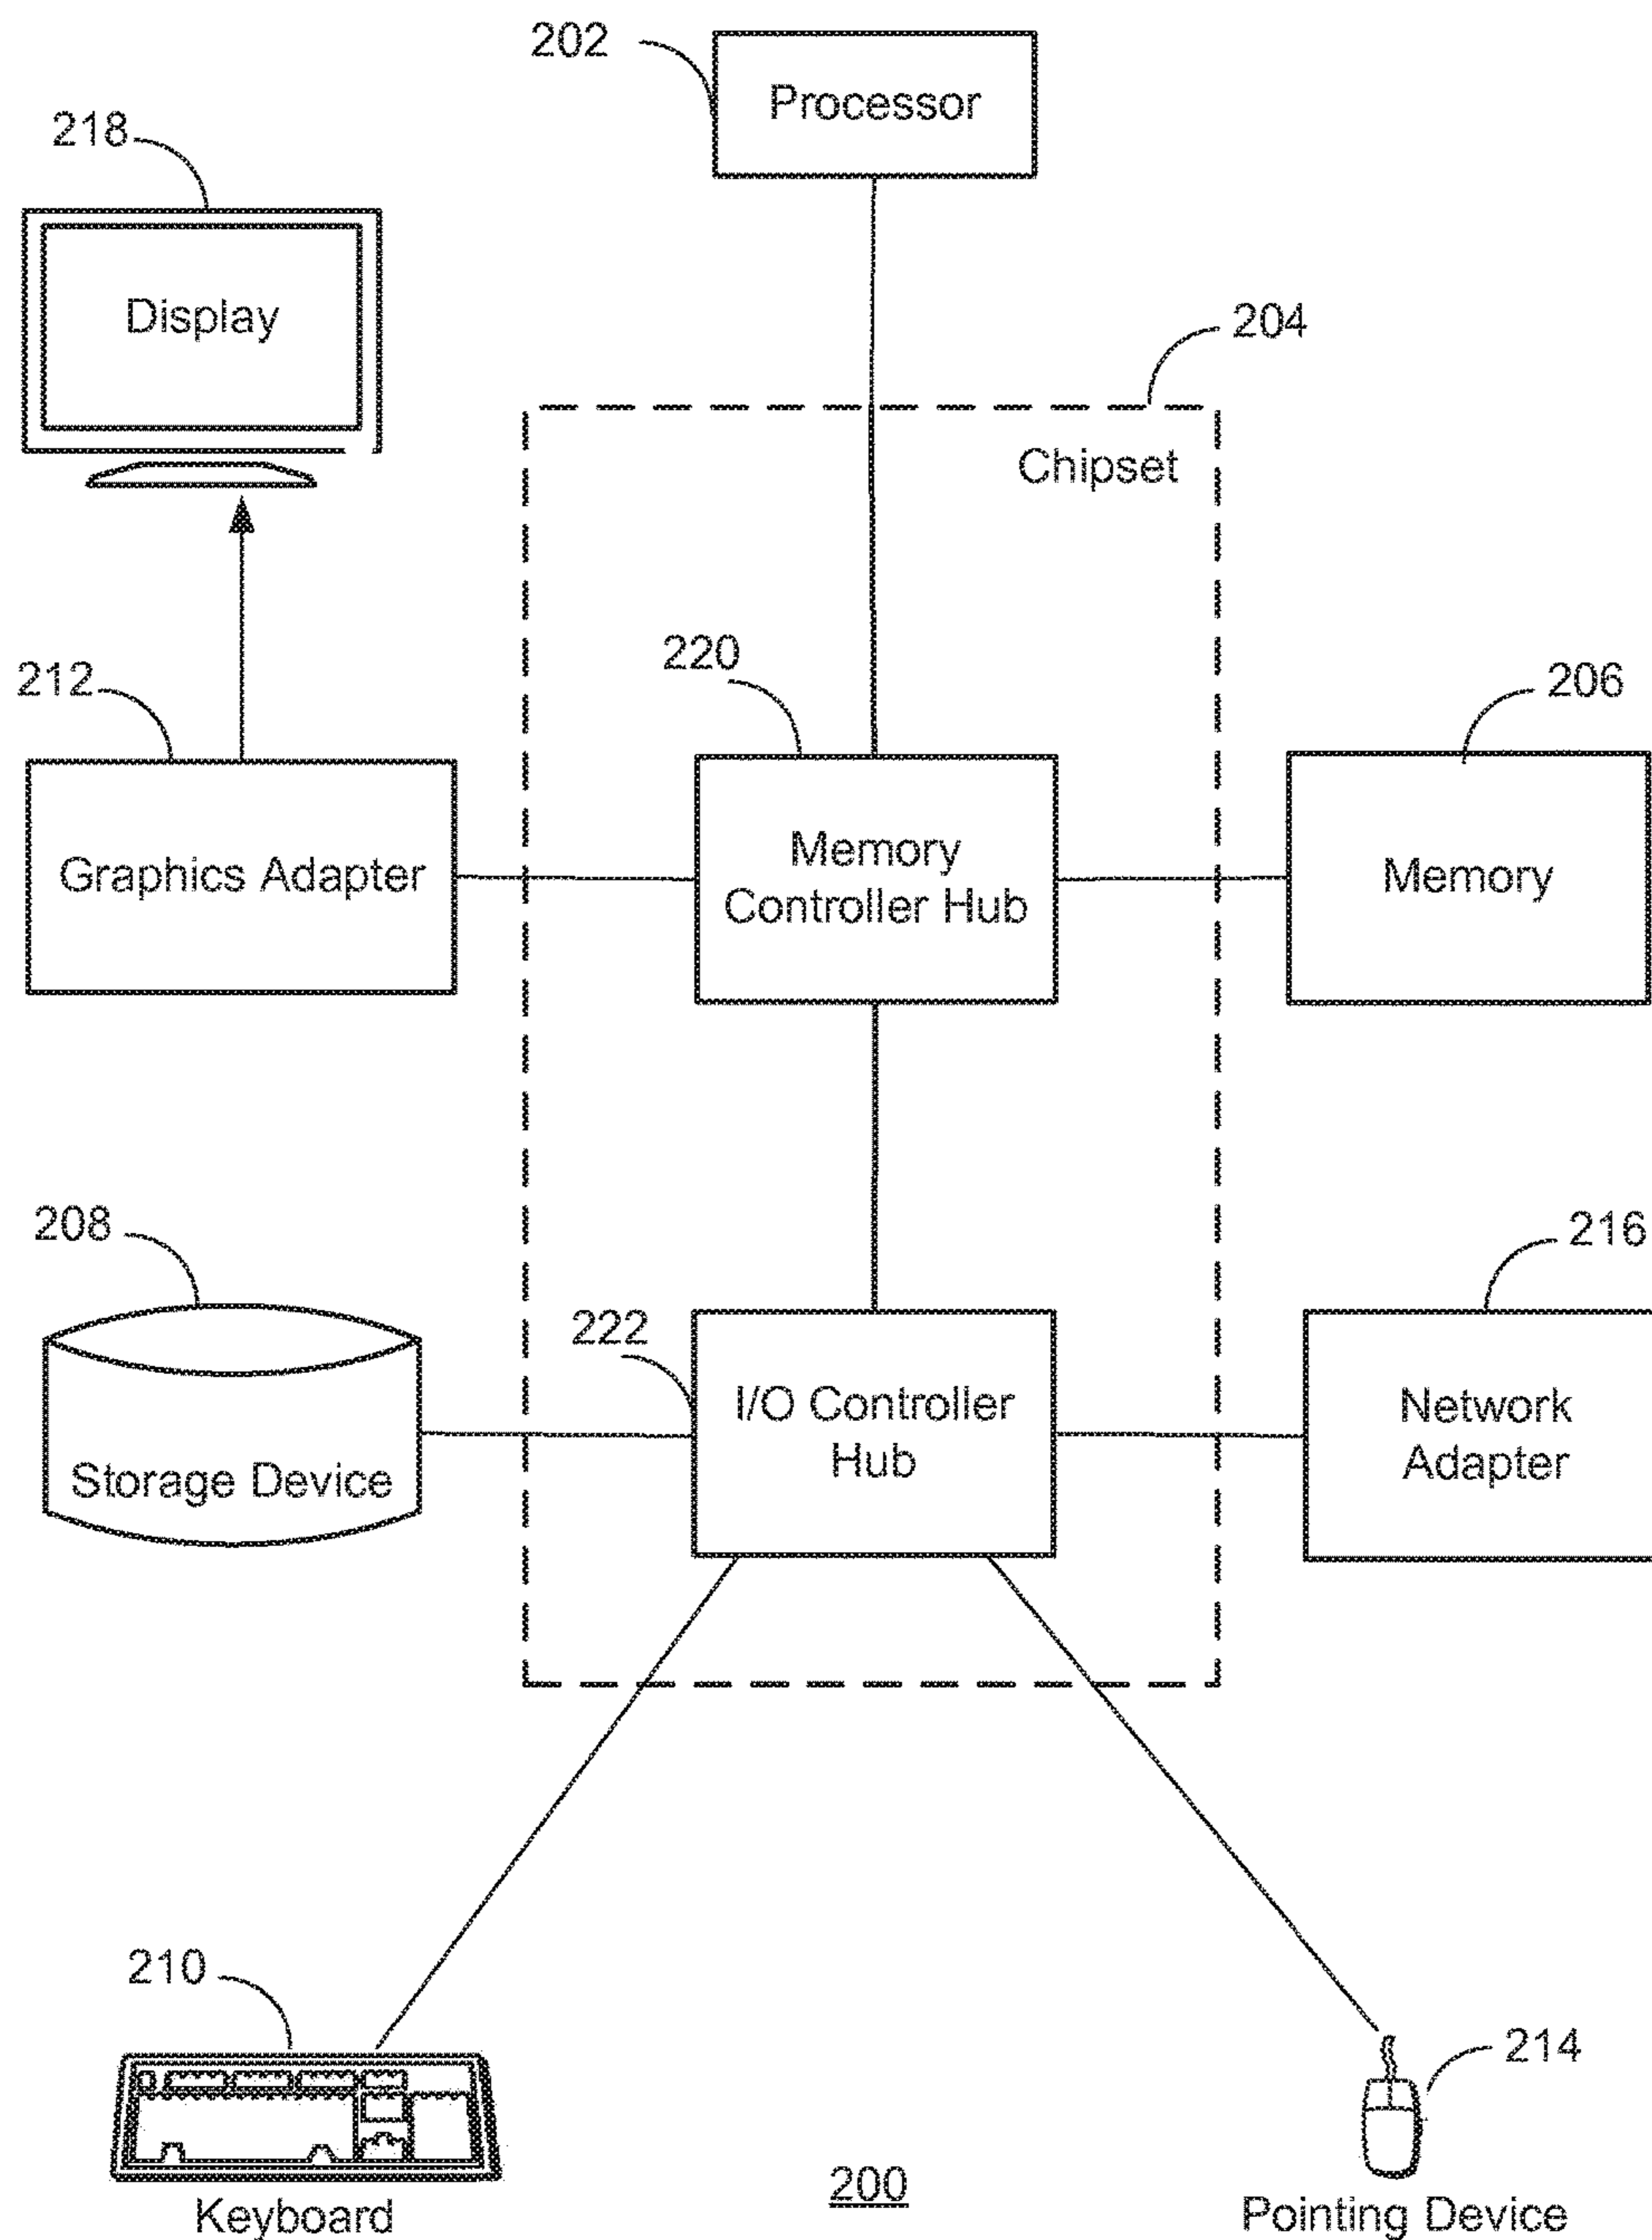 202
Processor
218
Display
204
Chipset
220
212
206
Graphics Adapter
Memory
Controller Hub
Memory
208
216
222
I/O Controller
Hub
Network
Adapter
Storage Device
210
214
Keyboard
200
Pointing Device